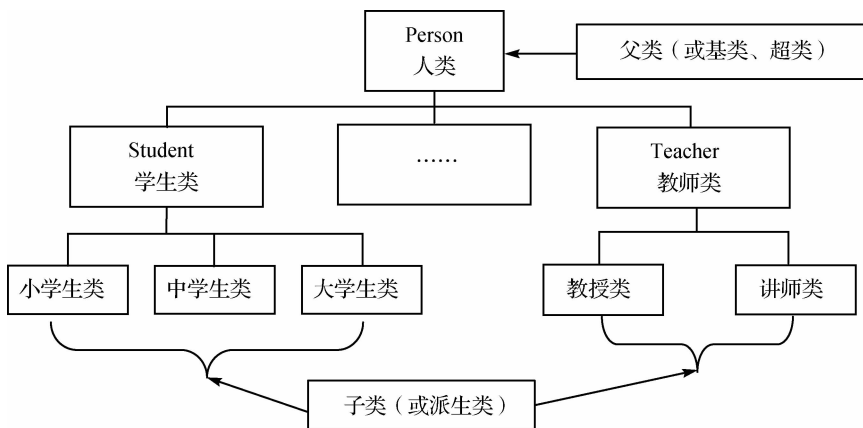 Person
人类
父类（或基类、超类）
Student
学生类
……
Teacher
教师类
小学生类
中学生类
大学生类
教授类
讲师类
子类（或派生类）